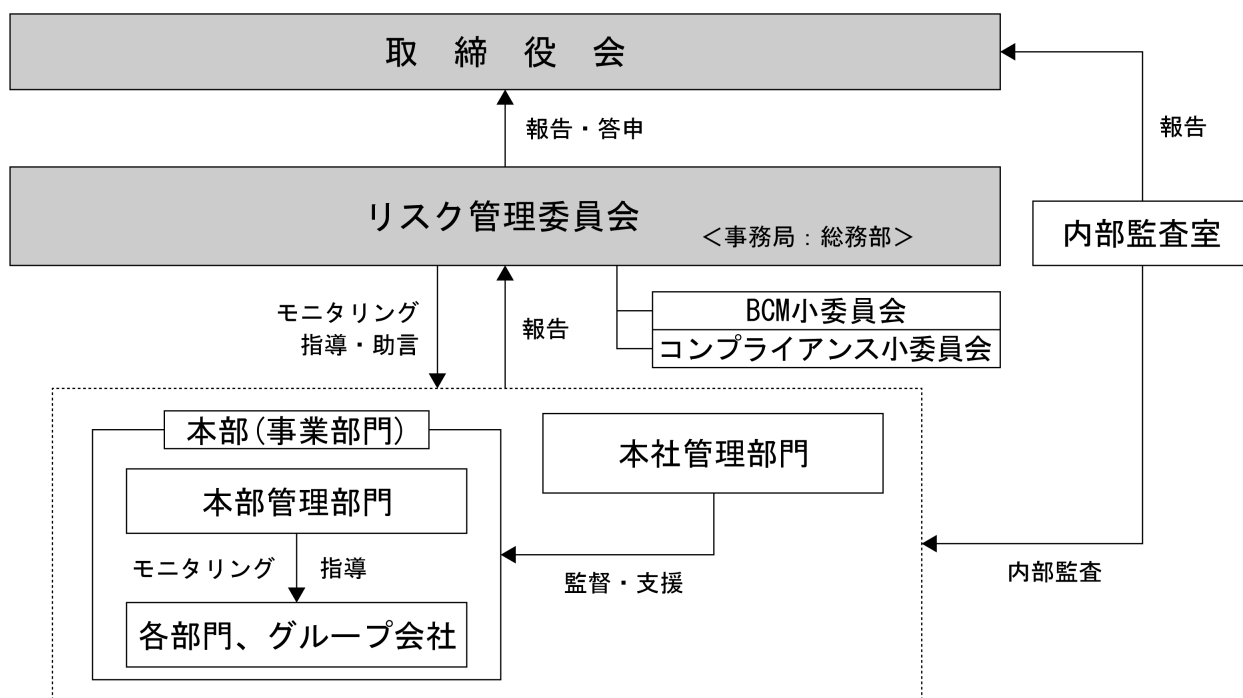 取締役会
報告・答申
報告
リスク管理委員会
＜事務局：総務部＞
内部監査室
モニタリング
指導・助言
報告
BCM小委員会
コンプライアンス小委員会
本部(事業部門)
本社管理部門
本部管理部門
モニタリング
指導
監督・支援
内部監査
各部門、グループ会社